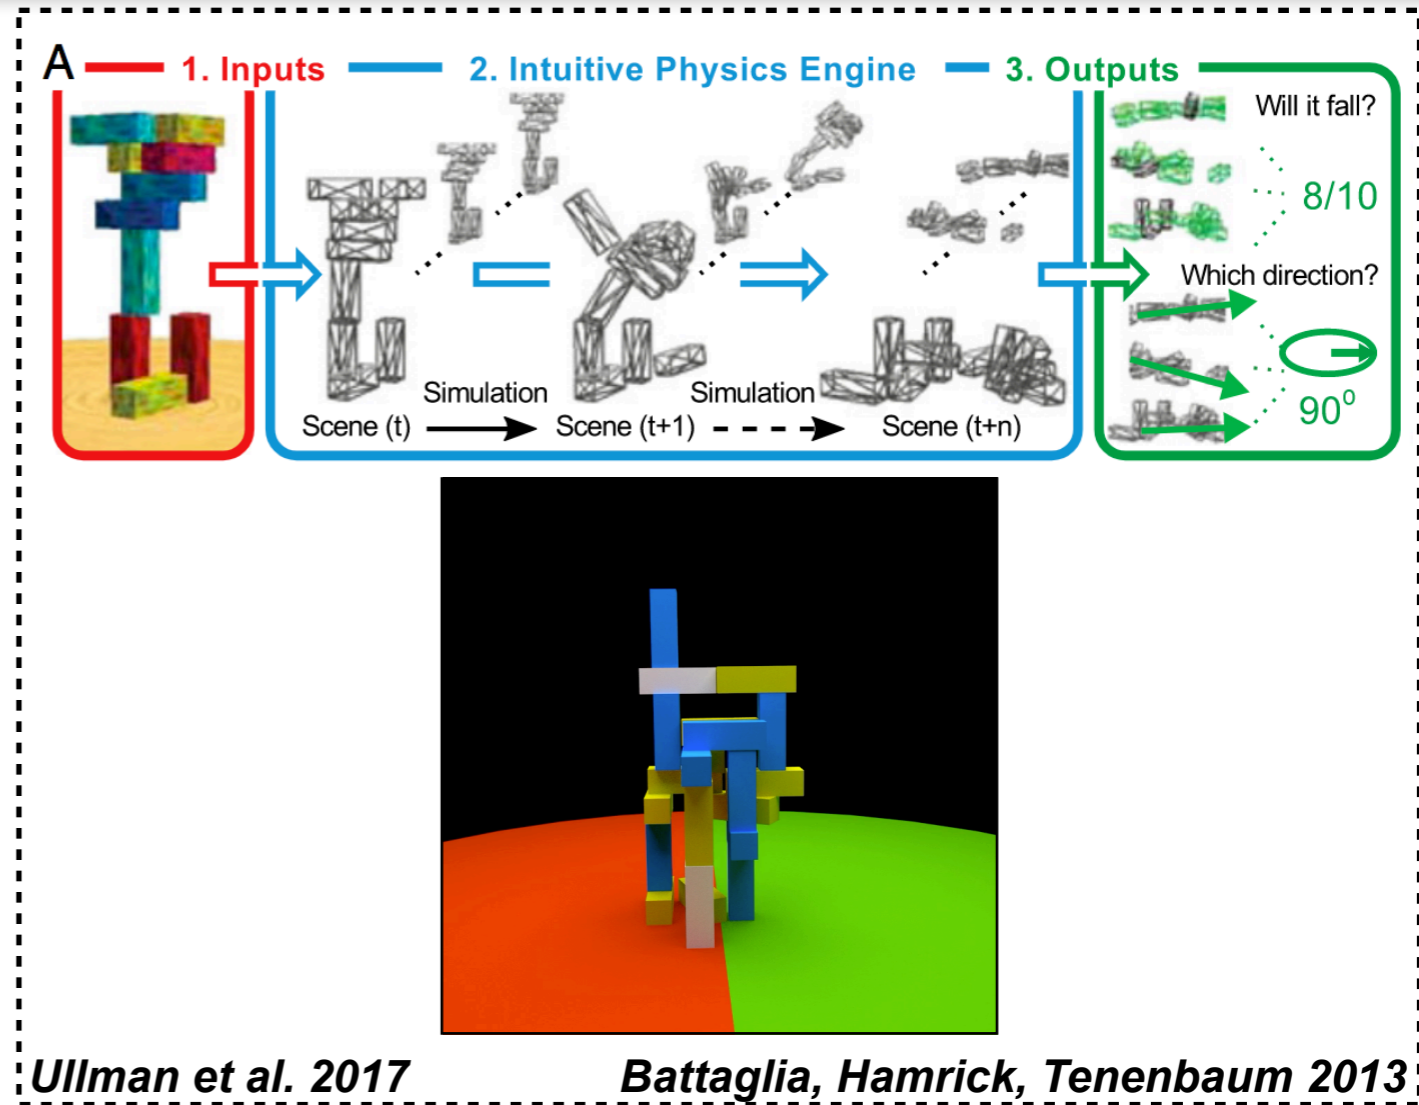 A 1. Inputs 2. Intuitive Physics Engine 3. Outputs
Will it fall?
8/10
Which direction?
90⁰
Simulation Simulation
Scene (t) Scene (t+1) Scene (t+n)
Ullman et al. 2017 Battaglia, Hamrick, Tenenbaum 2013